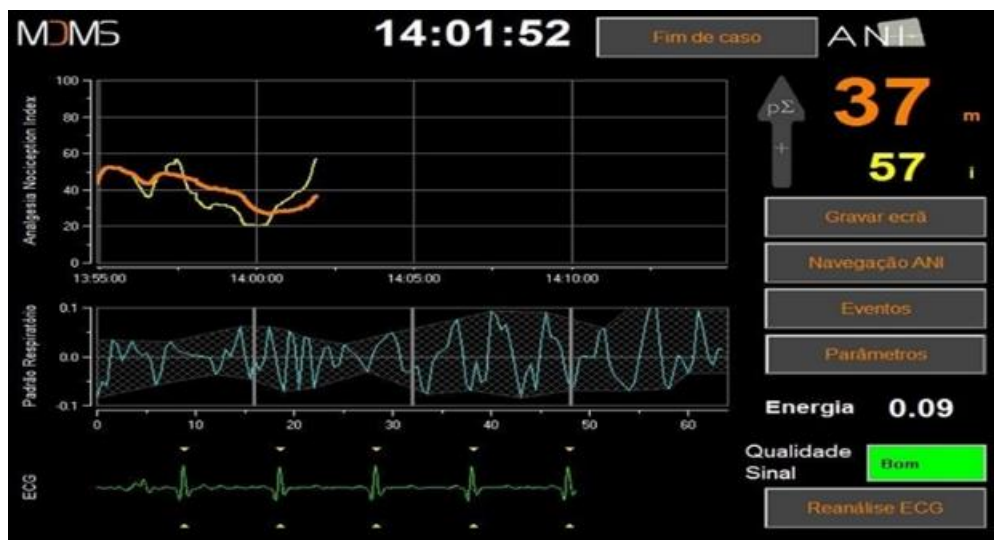 MDMS
14:01:52
Fim de caso
ANI
Analgesia Nociception Index
100
80
60
40
20
0
13:55:00 14:00:00 14:05:00 14:10:00
pΣ
+
37 m
57 i
Gravar ecrã
Navegação ANI
Eventos
Parâmetros
Padrão Respiratório
0.1
0.0
-0.1
0 10 20 30 40 50 60
Energia 0.09
ECG
Qualidade
Sinal
Bom
Reanálise ECG